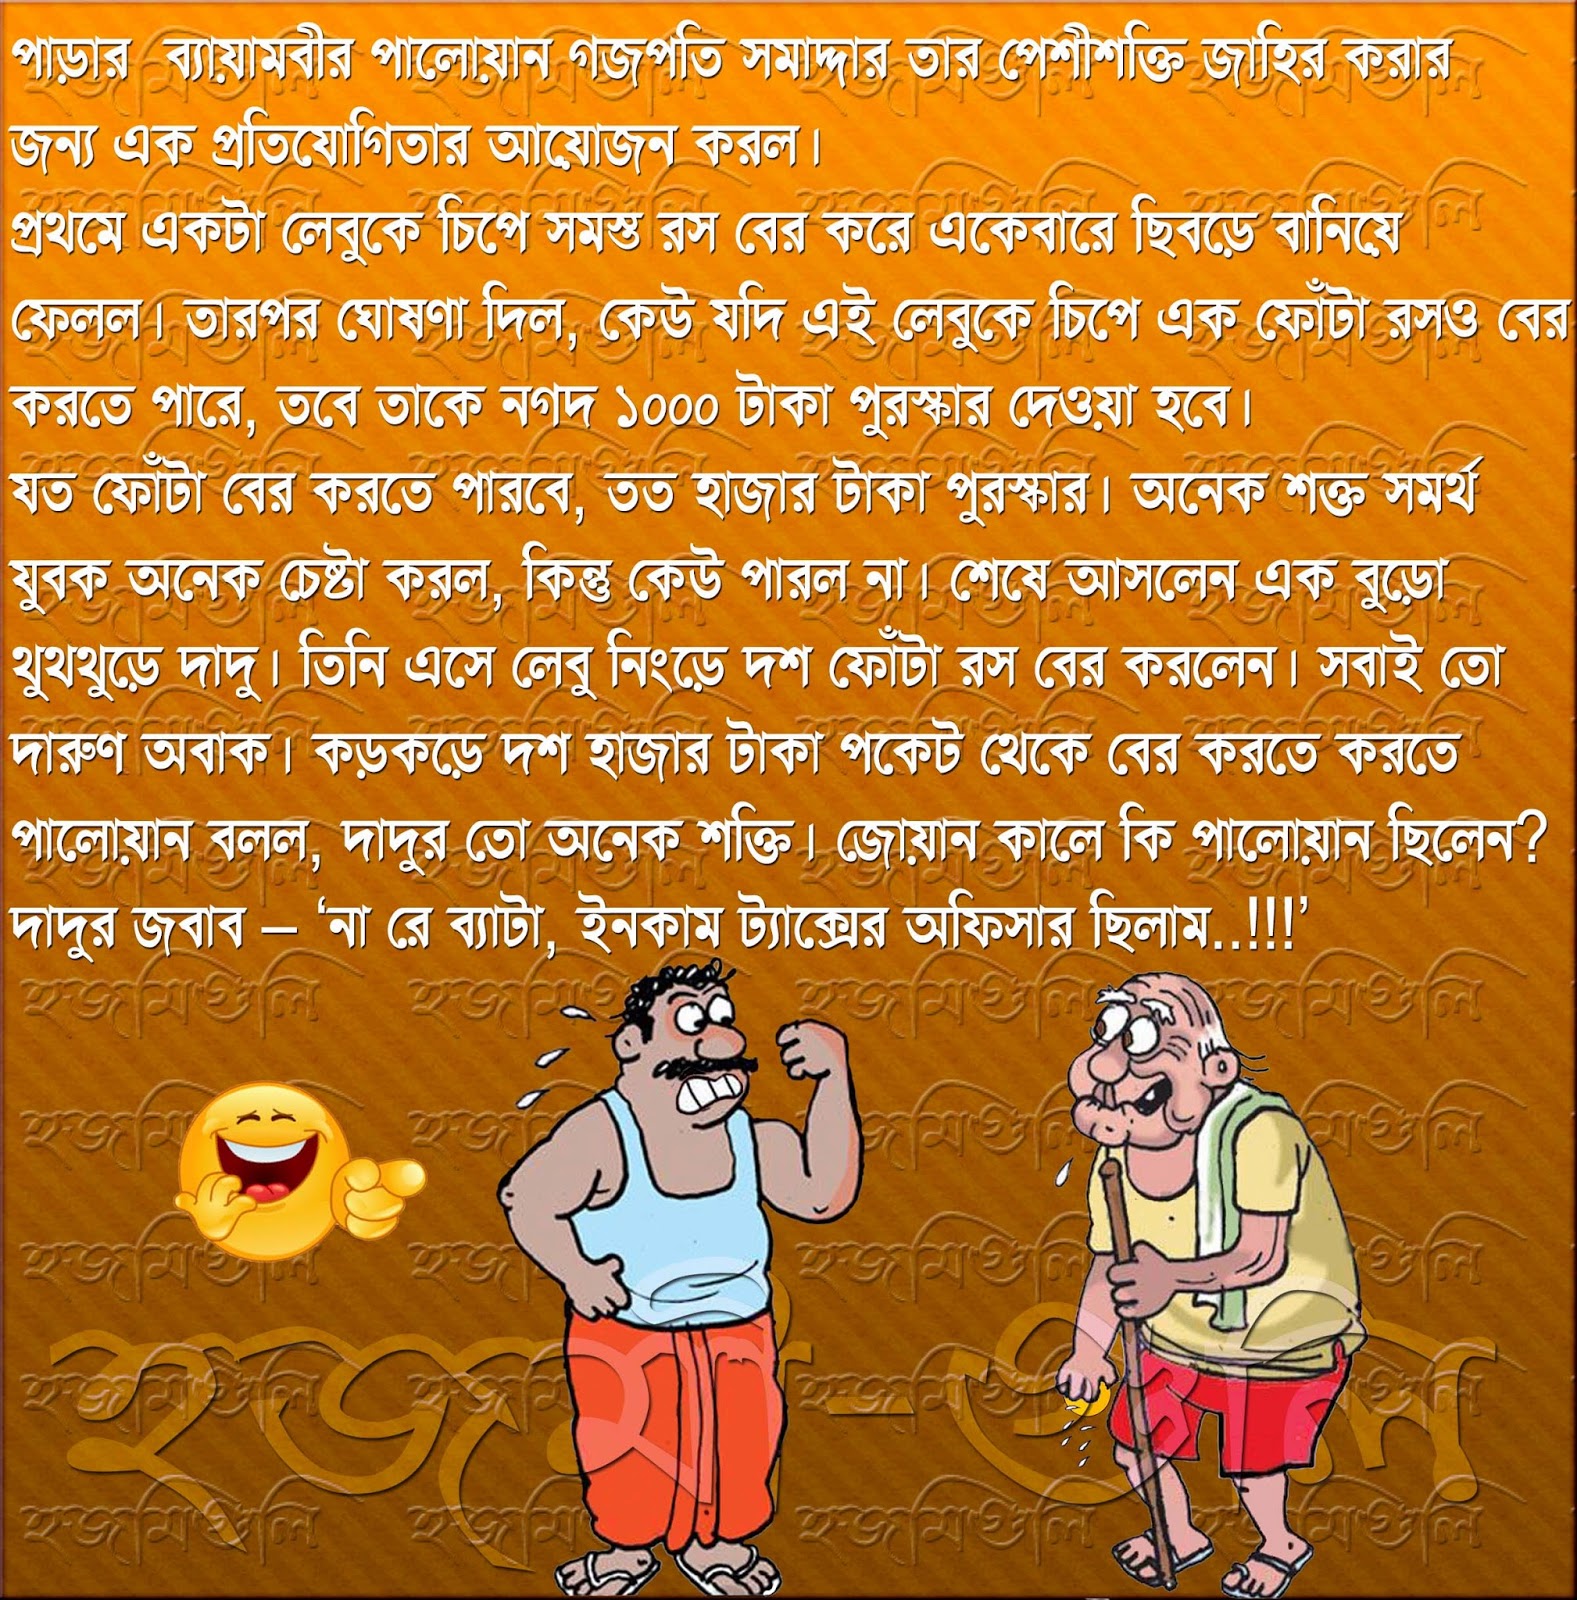 পাড়ার ব্যায়ামবীর পালোয়ান গজপতি সমাদ্দার তার পেশীশক্তি জাহির করার
জন্য এক প্রতিযোগিতার আয়োজন করল।
প্রথমে একটা লেবুকে চিপে সমস্ত রস বের করে একেবারে ছিবড়ে বানিয়ে
ফেলল। তারপর ঘোষণা দিল, কেউ যদি এই লেবুকে চিপে এক ফোঁটা রসও বের
করতে পারে, তবে তাকে নগদ ১০০০ টাকা পুরস্কার দেওয়া হবে।
যত ফোঁটা বের করতে পারবে, তত হাজার টাকা পুরস্কার। অনেক শক্ত সমর্থ
যুবক অনেক চেষ্টা করল, কিন্তু কেউ পারল না। শেষে আসলেন এক বুড়ো
থুথথুড়ে দাদু। তিনি এসে লেবু নিংড়ে দশ ফোঁটা রস বের করলেন। সবাই তো
দারুণ অবাক। কড়কড়ে দশ হাজার টাকা পকেট থেকে বের করতে করতে
পালোয়ান বলল, দাদুর তো অনেক শক্তি। জোয়ান কালে কি পালোয়ান ছিলেন?
দাদুর জবাব – ‘না রে ব্যাটা, ইনকাম ট্যাক্সের অফিসার ছিলাম..!!!’
হজমি-গুলি